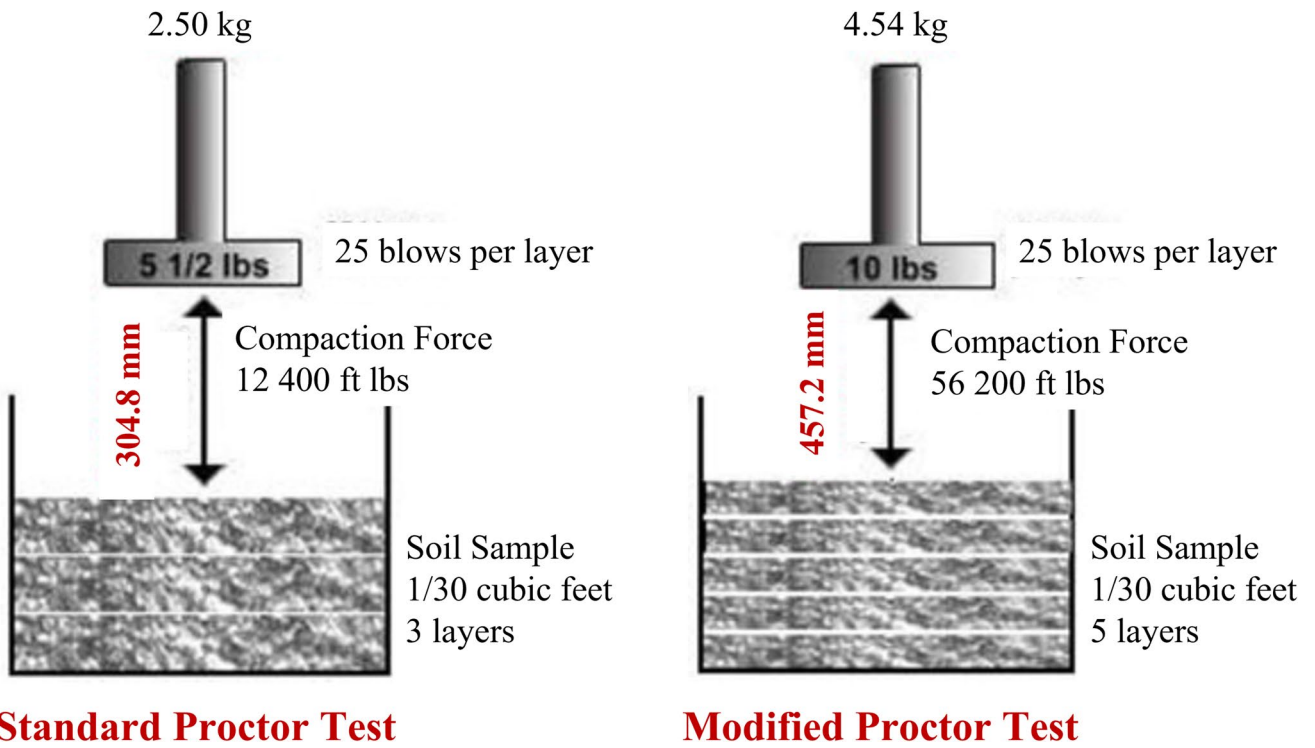 2.50 kg
5 1/2 lbs
25 blows per layer
304.8 mm
Compaction Force
12 400 ft lbs
Soil Sample
1/30 cubic feet
3 layers
Standard Proctor Test
4.54 kg
10 lbs
25 blows per layer
457.2 mm
Compaction Force
56 200 ft lbs
Soil Sample
1/30 cubic feet
5 layers
Modified Proctor Test